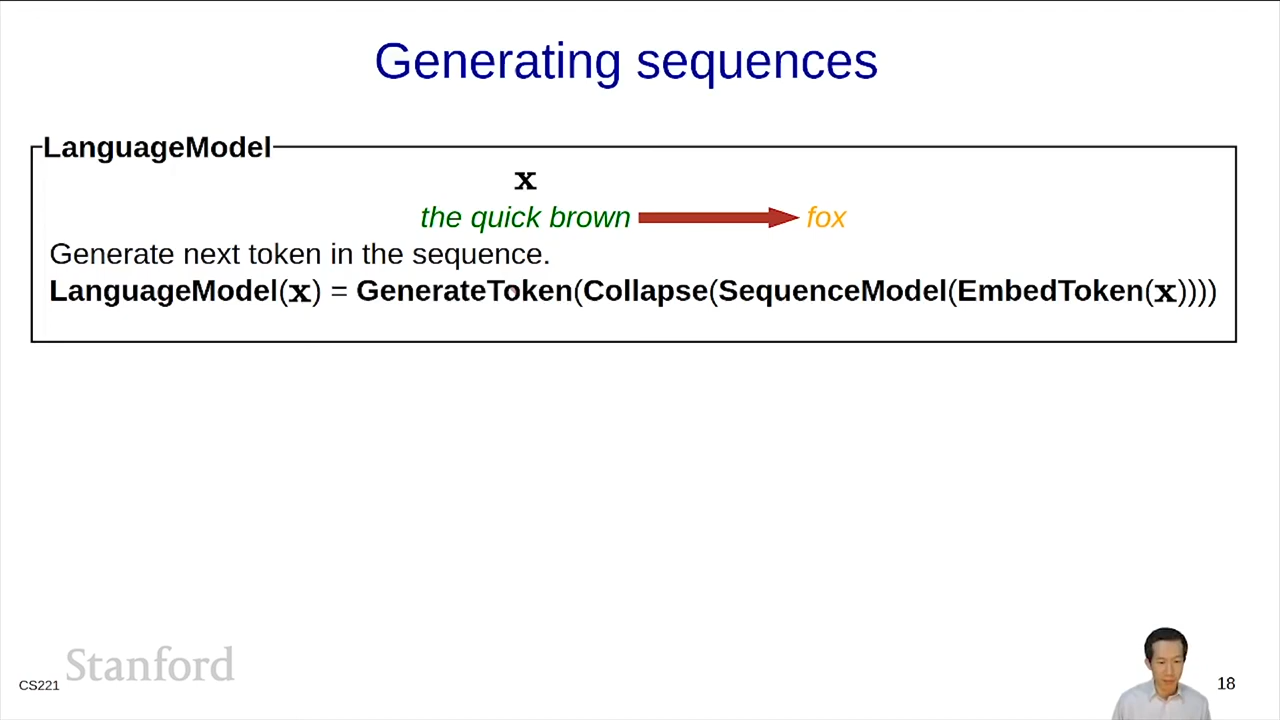 Generating sequences
LanguageModel
x
the quick brown fox
Generate next token in the sequence.
LanguageModel(x) = GenerateToken(Collapse(SequenceModel(EmbedToken(x))))
Stanford
CS221
18